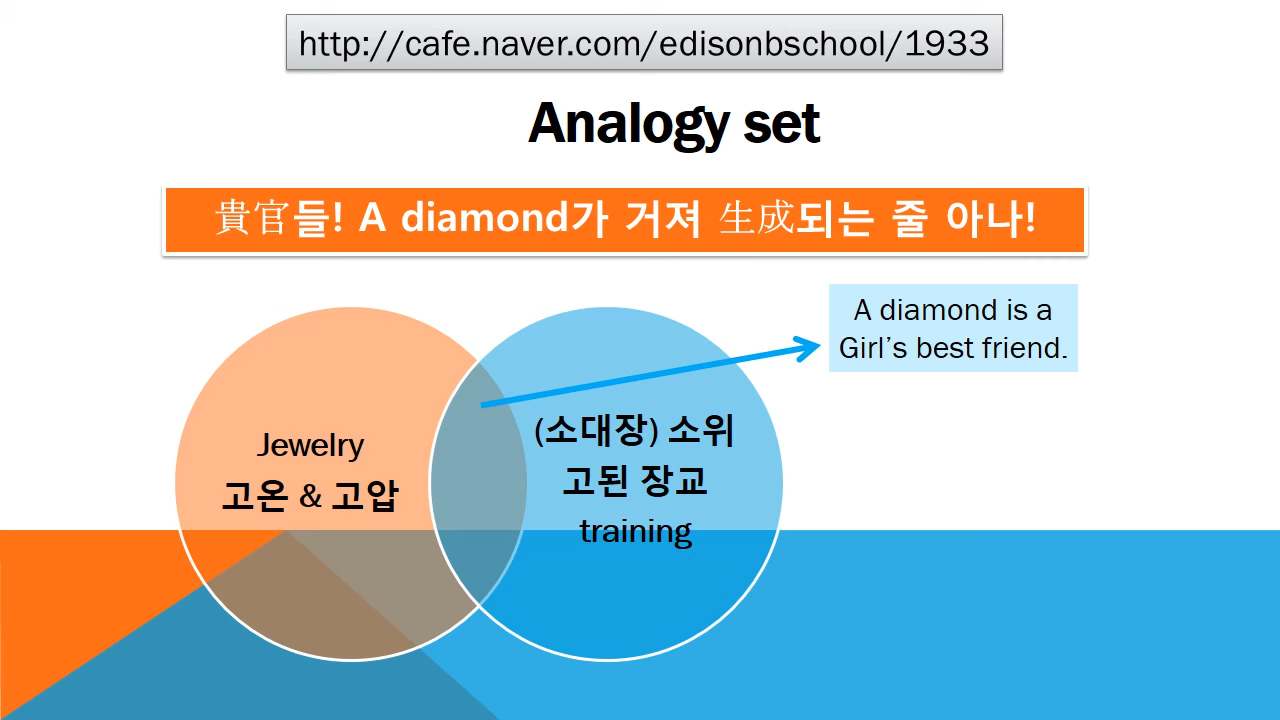 http://cafe.naver.com/edisonbschool/1933
Analogy set
貴官들! A diamond가 거져 生成되는 줄 아나!
A diamond is a
Girl’s best friend.
Jewelry
고온 & 고압
(소대장) 소위
고된 장교
training